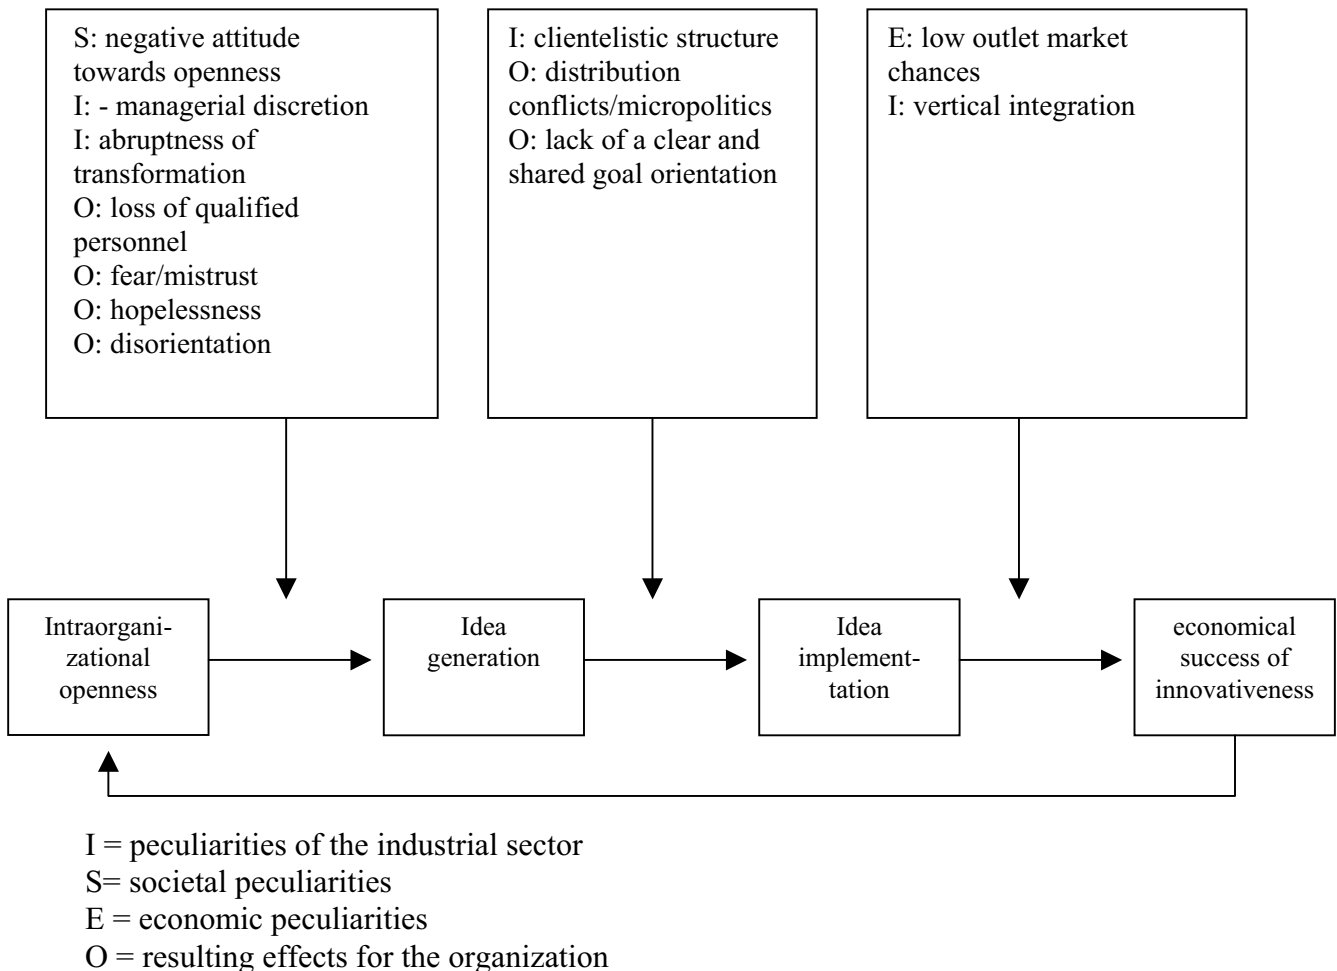 S: negative attitude
towards openness
I: - managerial discretion
I: abruptness of
transformation
O: loss of qualified
personnel
O: fear/mistrust
O: hopelessness
O: disorientation
I: clientelistic structure
O: distribution
conflicts/micropolitics
O: lack of a clear and
shared goal orientation
E: low outlet market
chances
I: vertical integration
Intraorgani-
zational
openness
Idea
generation
Idea
implement-
tation
economical
success of
innovativeness
I = peculiarities of the industrial sector
S= societal peculiarities
E = economic peculiarities
O = resulting effects for the organization